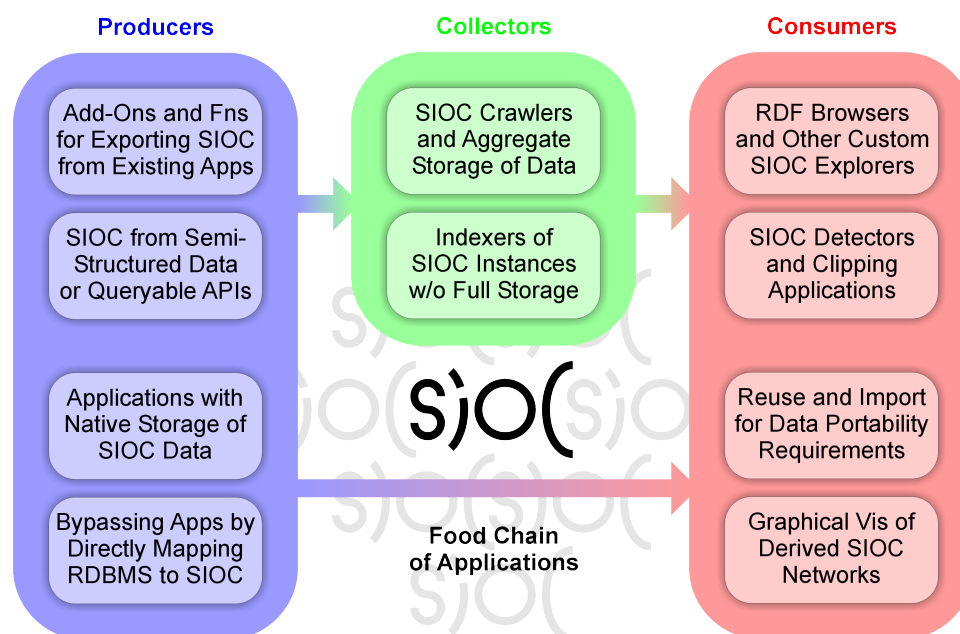 Producers
Add-Ons and Fns
for Exporting SIOC
from Existing Apps
SIOC from Semi-
Structured Data
or Queryable APIs
Applications with
Native Storage of
SIOC Data
Bypassing Apps by
Directly Mapping
RDBMS to SIOC
Collectors
SIOC Crawlers
and Aggregate
Storage of Data
Indexers of
SIOC Instances
w/o Full Storage
SiOC
Food Chain
of Applications
Consumers
RDF Browsers
and Other Custom
SIOC Explorers
SIOC Detectors
and Clipping
Applications
Reuse and Import
for Data Portability
Requirements
Graphical Vis of
Derived SIOC
Networks